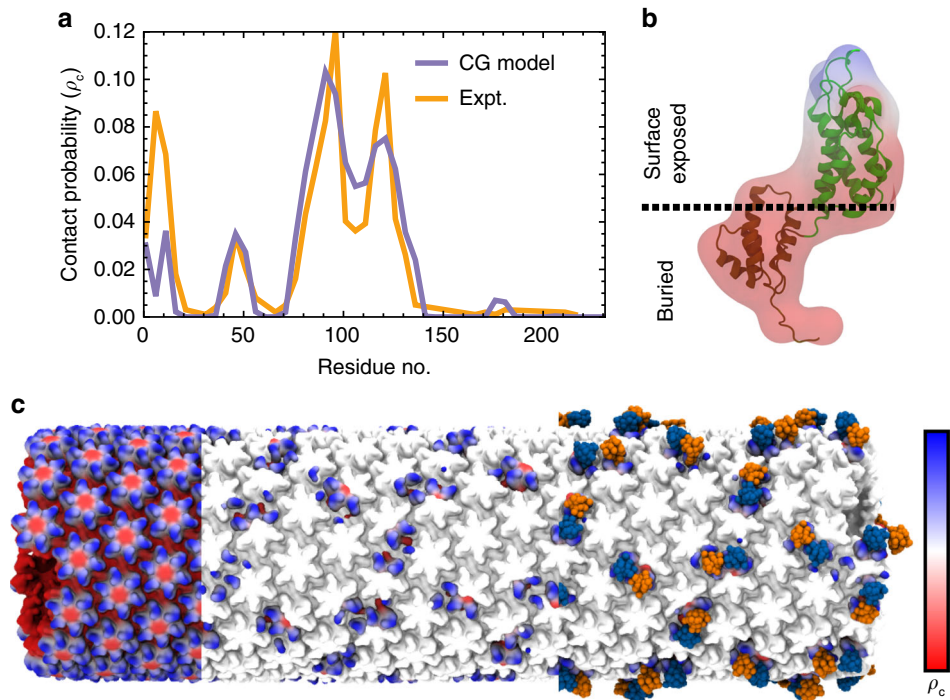 a
Contact probability (ρc)
0.12
0.10
0.08
0.06
0.04
0.02
0.00
0
50
100
150
200
Residue no.
CG model
Expt.
b
Surface
exposed
Buried
c
ρc